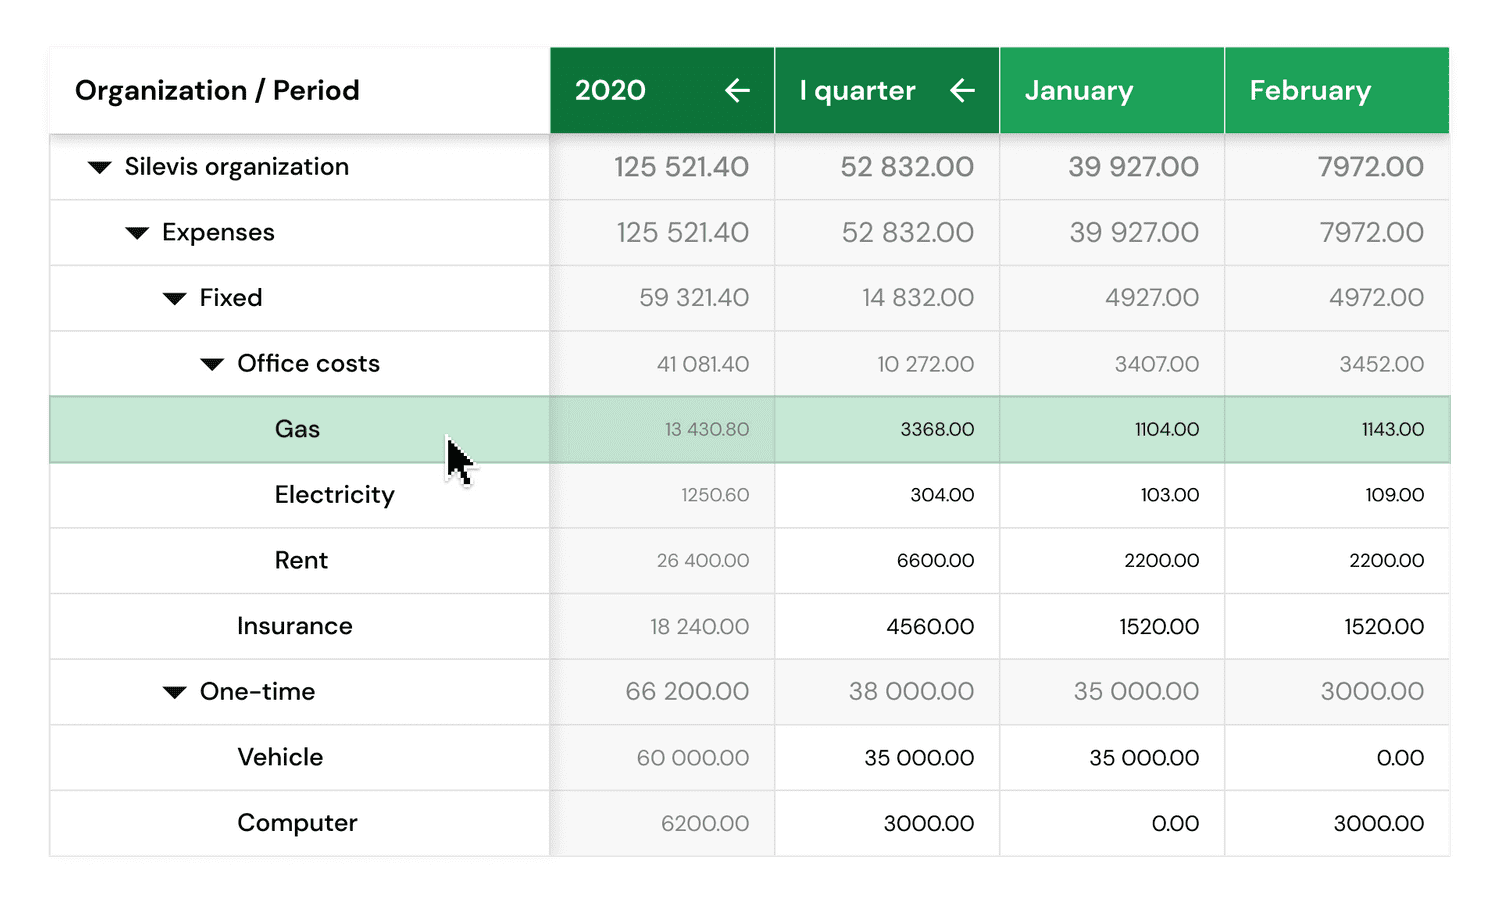 Organization / Period 2020 I quarter January February
Silevis organization 125 521.40 52 832.00 39 927.00 7972.00
Expenses 125 521.40 52 832.00 39 927.00 7972.00
Fixed 59 321.40 14 832.00 4927.00 4972.00
Office costs 41 081.40 10 272.00 3407.00 3452.00
Gas 13 430.80 3368.00 1104.00 1143.00
Electricity 1250.60 304.00 103.00 109.00
Rent 26 400.00 6600.00 2200.00 2200.00
Insurance 18 240.00 4560.00 1520.00 1520.00
One-time 66 200.00 38 000.00 35 000.00 3000.00
Vehicle 60 000.00 35 000.00 35 000.00 0.00
Computer 6200.00 3000.00 0.00 3000.00